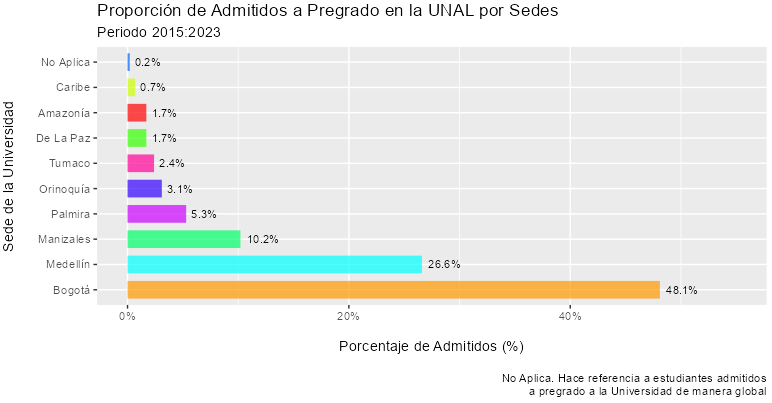 Proporción de Admitidos a Pregrado en la UNAL por Sedes
Periodo 2015:2023
Sede de la Universidad
No Aplica 0.2%
Caribe 0.7%
Amazonía 1.7%
De La Paz 1.7%
Tumaco 2.4%
Orinoquía 3.1%
Palmira 5.3%
Manizales 10.2%
Medellín 26.6%
Bogotá 48.1%
0% 20% 40%
Porcentaje de Admitidos (%)
No Aplica. Hace referencia a estudiantes admitidos
a pregrado a la Universidad de manera global